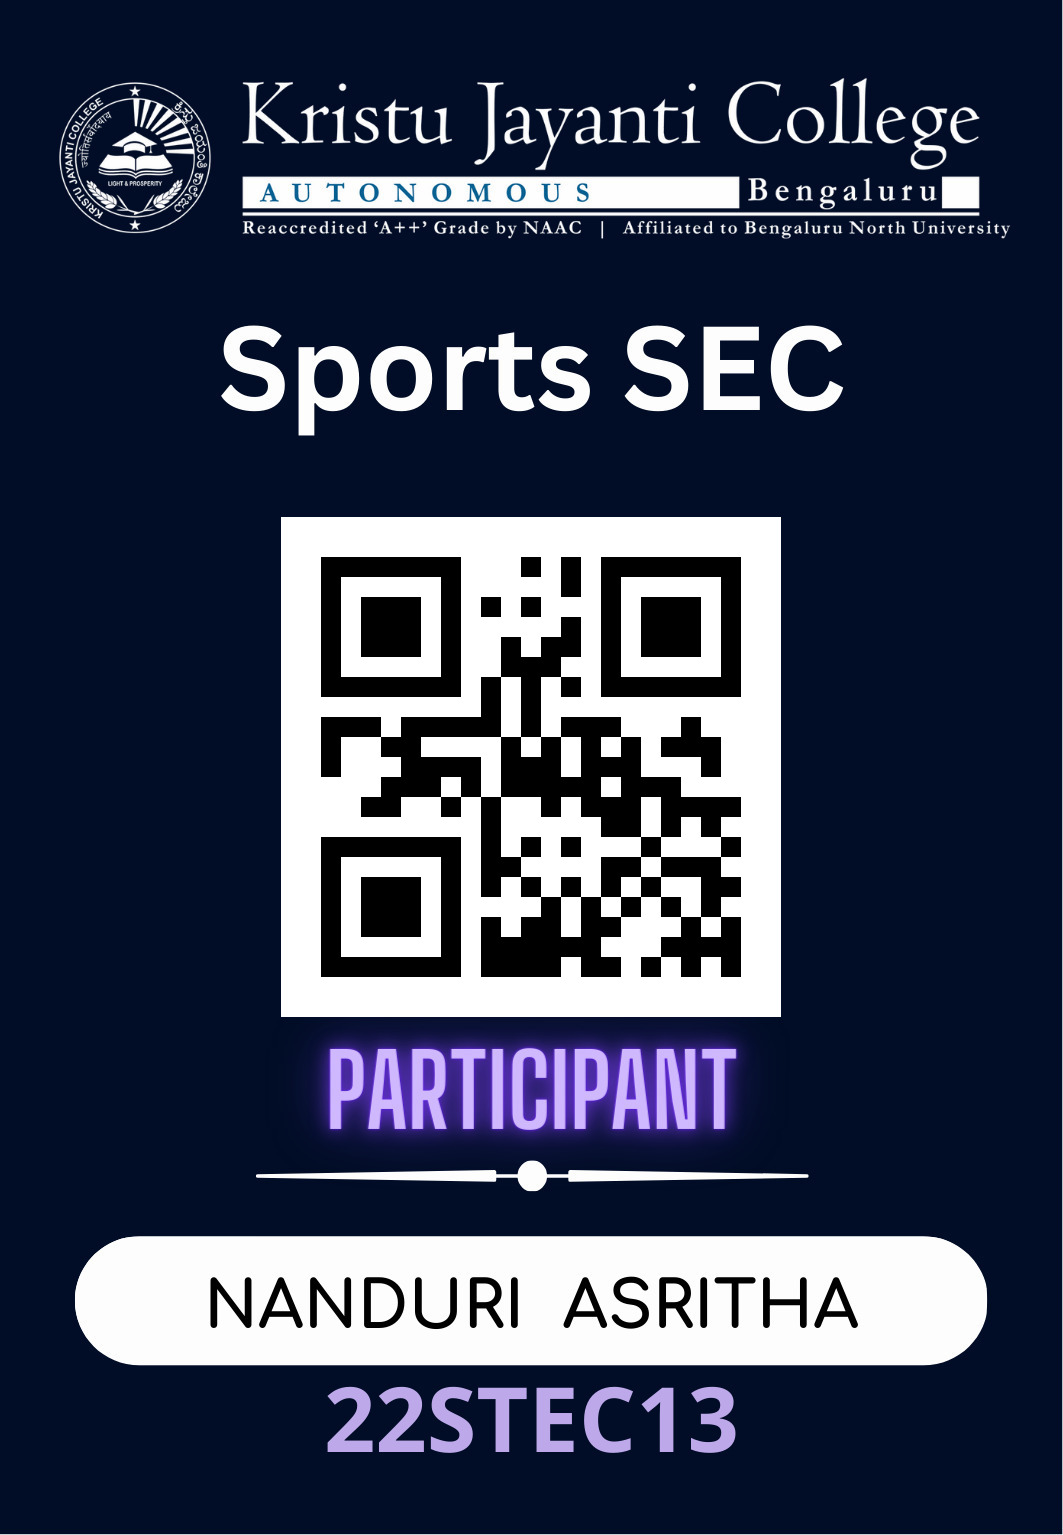 KRISTU JAYANTI COLLEGE
ಕ್ರಿಸ್ತು ಜಯಂತಿ ಕಾಲೇಜು
LIGHT & PROSPERITY
Kristu Jayanti College
AUTONOMOUS Bengaluru
Reaccredited ‘A++’ Grade by NAAC | Affiliated to Bengaluru North University
Sports SEC
PARTICIPANT
NANDURI ASRITHA
22STEC13